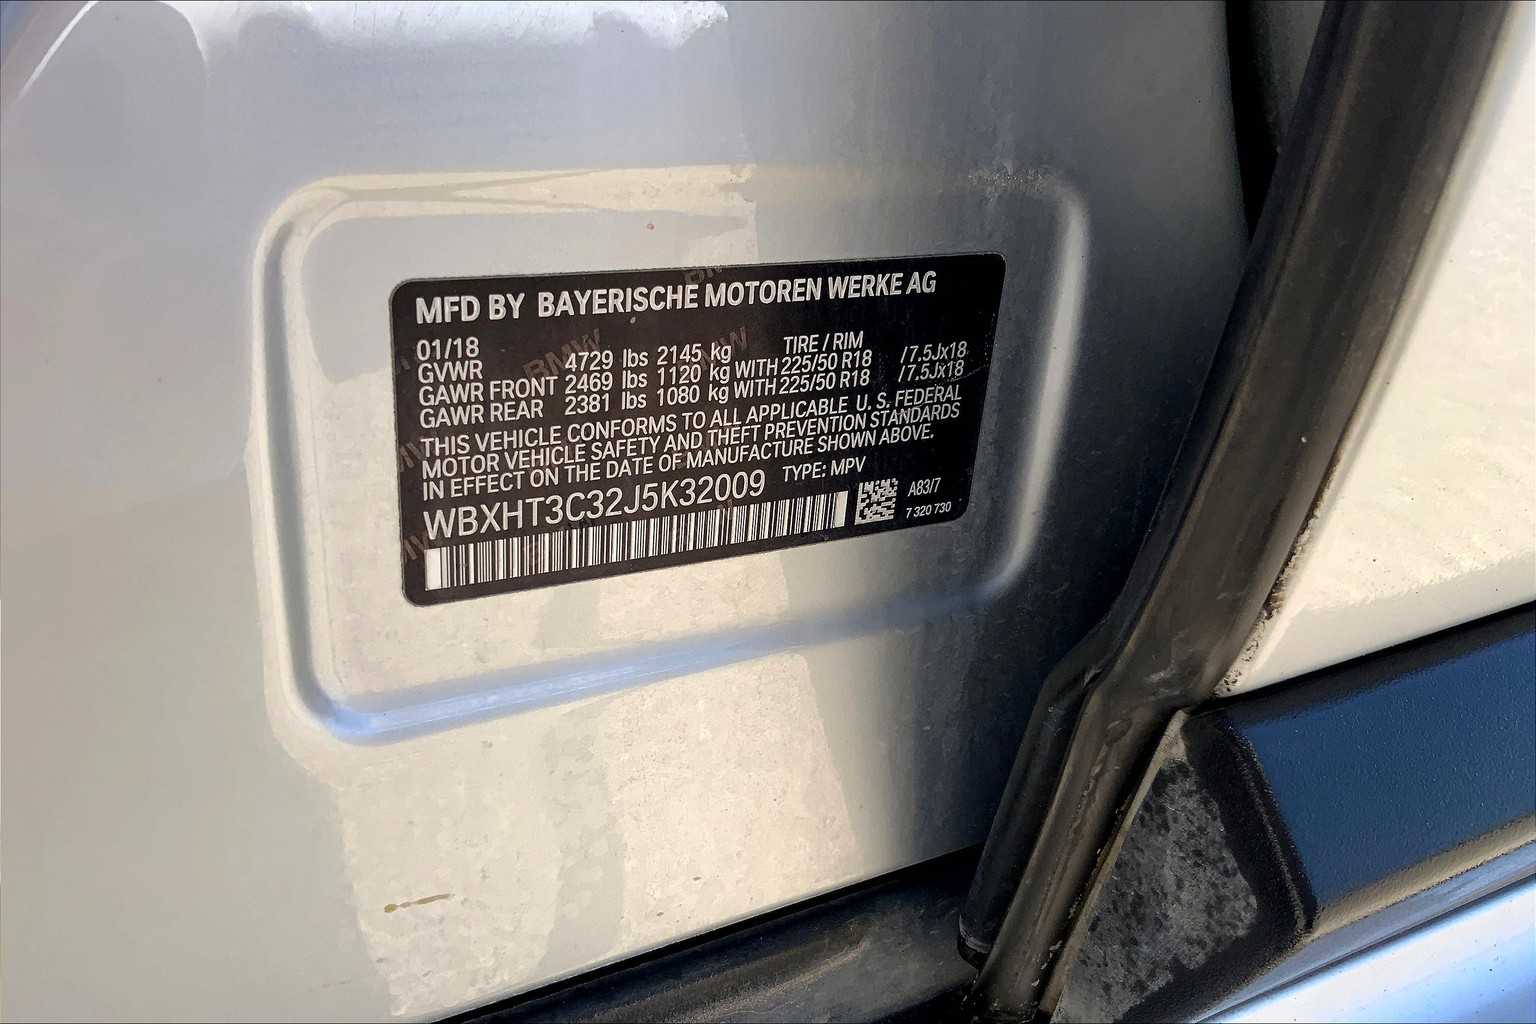 MFD BY BAYERISCHE MOTOREN WERKE AG
01/18 TIRE / RIM
GVWR 4729 lbs 2145 kg
GAWR FRONT 2469 lbs 1120 kg WITH 225/50 R18 /7.5Jx18
GAWR REAR 2381 lbs 1080 kg WITH 225/50 R18 /7.5Jx18
THIS VEHICLE CONFORMS TO ALL APPLICABLE U.S. FEDERAL
MOTOR VEHICLE SAFETY AND THEFT PREVENTION STANDARDS
IN EFFECT ON THE DATE OF MANUFACTURE SHOWN ABOVE.
WBXHT3C32J5K32009 TYPE: MPV
A83/7
7 320 730